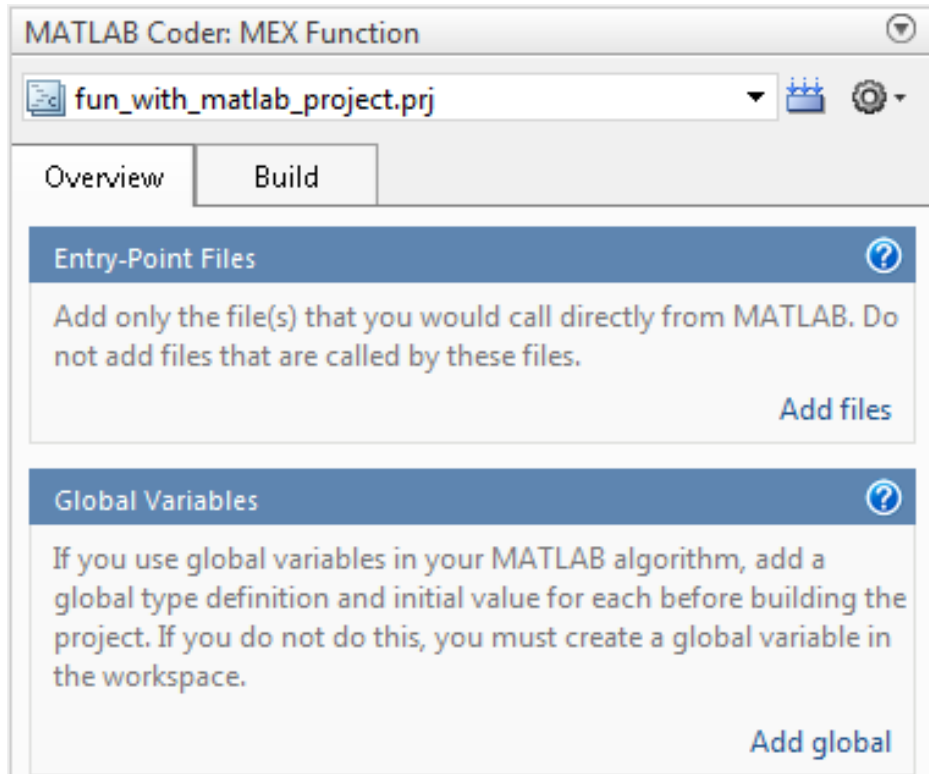 MATLAB Coder: MEX Function
fun_with_matlab_project.prj
Overview
Build
Entry-Point Files
Add only the file(s) that you would call directly from MATLAB. Do
not add files that are called by these files.
Add files
Global Variables
If you use global variables in your MATLAB algorithm, add a
global type definition and initial value for each before building the
project. If you do not do this, you must create a global variable in
the workspace.
Add global